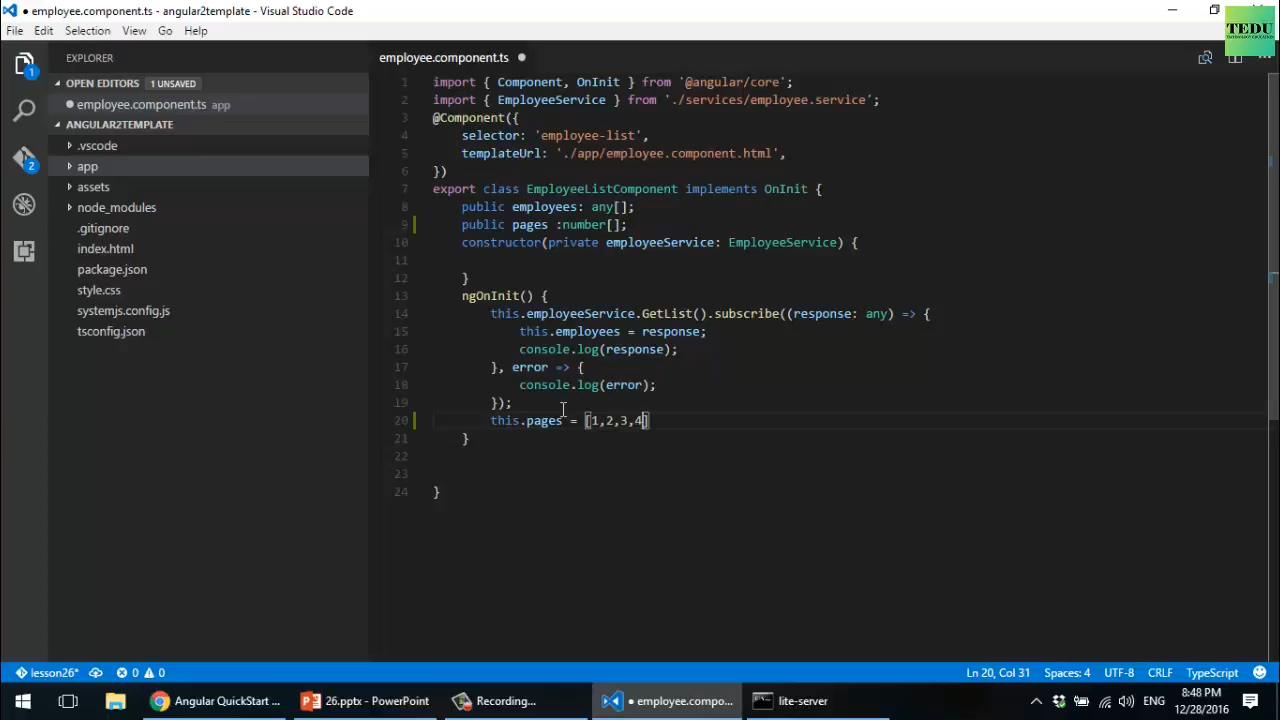 ● employee.component.ts - angular2template - Visual Studio Code
TEDU
File Edit Selection View Go Help
EXPLORER
OPEN EDITORS 1 UNSAVED
employee.component.ts app
ANGULAR2TEMPLATE
.vscode
app
assets
node_modules
.gitignore
index.html
package.json
style.css
systemjs.config.js
tsconfig.json
1
2
employee.component.ts
1 import { Component, OnInit } from '@angular/core';
2 import { EmployeeService } from './services/employee.service';
3 @Component({
4 selector: 'employee-list',
5 templateUrl: './app/employee.component.html',
6 })
7 export class EmployeeListComponent implements OnInit {
8 public employees: any[];
9 public pages :number[];
10 constructor(private employeeService: EmployeeService) {
11
12 }
13 ngOnInit() {
14 this.employeeService.GetList().subscribe((response: any) => {
15 this.employees = response;
16 console.log(response);
17 }, error => {
18 console.log(error);
19 });
20 this.pages = [1,2,3,4]
21 }
22
23
24 }
lesson26* 0 0 Ln 20, Col 31 Spaces: 4 UTF-8 CRLF TypeScript
Angular QuickStart ... 26.pptx - PowerPoint Recording... ● employee.compo... lite-server ENG 8:48 PM
12/28/2016